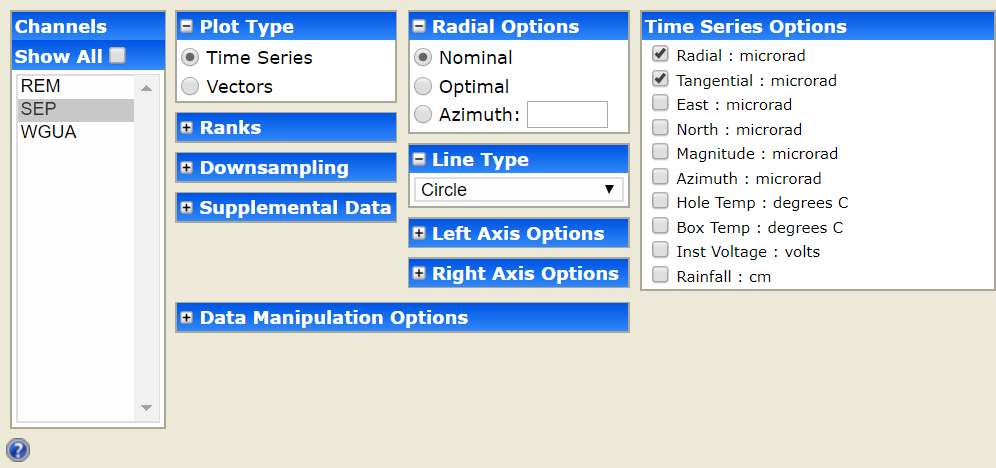 Channels
Show All
REM
SEP
WGUA
Plot Type
Time Series
Vectors
Ranks
Downsampling
Supplemental Data
Radial Options
Nominal
Optimal
Azimuth:
Line Type
Circle
Left Axis Options
Right Axis Options
Data Manipulation Options
Time Series Options
Radial : microrad
Tangential : microrad
East : microrad
North : microrad
Magnitude : microrad
Azimuth : microrad
Hole Temp : degrees C
Box Temp : degrees C
Inst Voltage : volts
Rainfall : cm
?